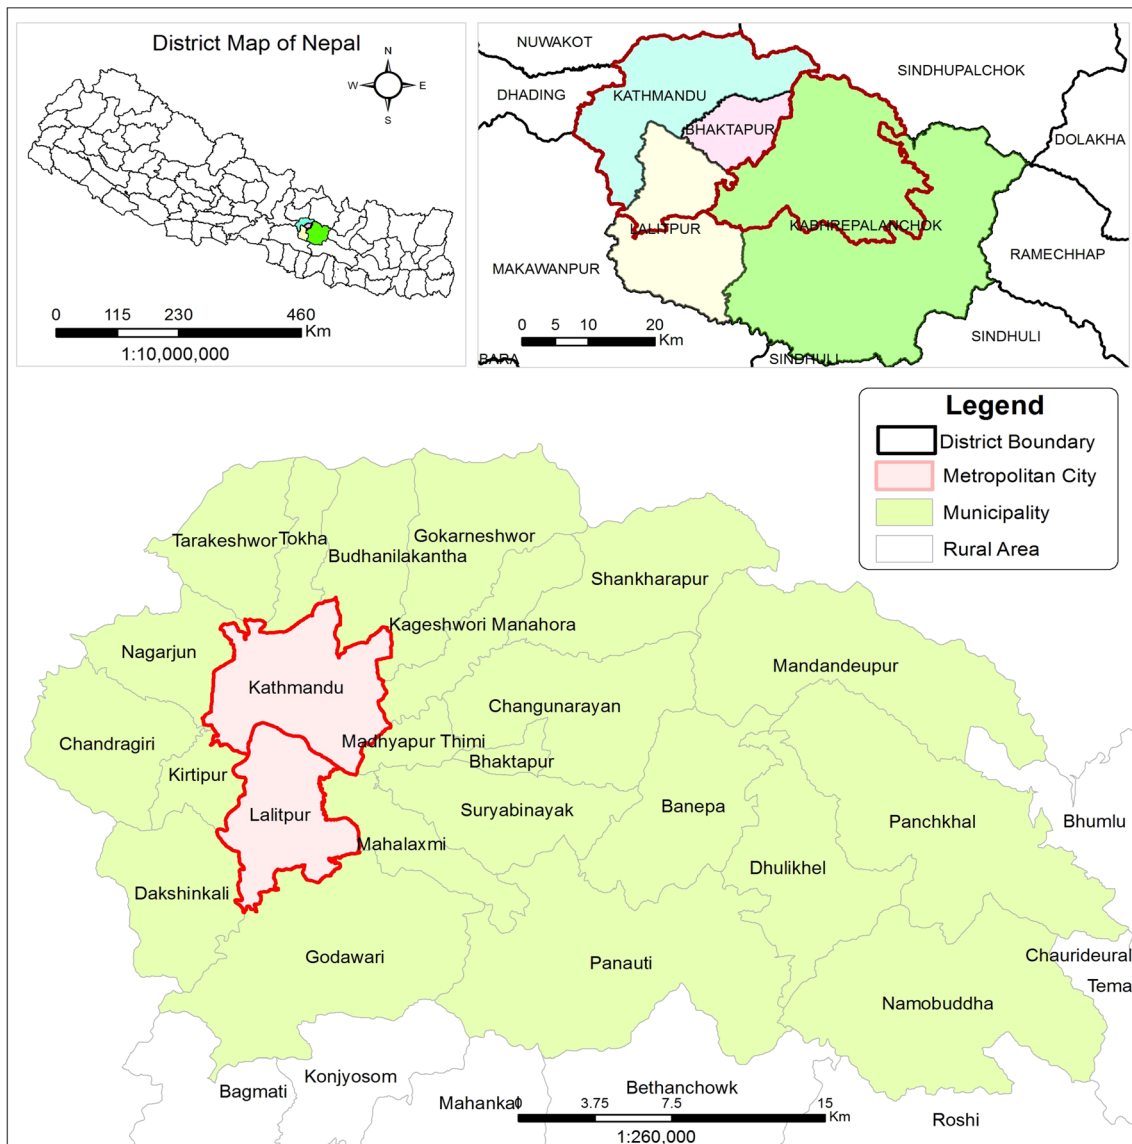 District Map of Nepal
N
W
E
S
0 115 230 460
Km
1:10,000,000
NUWAKOT
SINDHUPALCHOK
DHADING
KATHMANDU
BHAKTAPUR
DOLAKHA
LALITPUR
KABHREPALANCHOK
MAKAWANPUR
RAMECHHAP
0 5 10 20
Km
SINDHULI
BARA
SINDHULI
Legend
District Boundary
Metropolitan City
Municipality
Rural Area
Tarakeshwor
Tokha
Gokarneshwor
Budhanilakantha
Shankharapur
Kageshwori Manahora
Nagarjun
Mandandeupur
Kathmandu
Changunarayan
Chandragiri
Madhyapur Thimi
Bhaktapur
Kirtipur
Lalitpur
Suryabinayak
Banepa
Panchkhal
Bhumlu
Mahalaxmi
Dhulikhel
Dakshinkali
Godawari
Panauti
Chaurideural
Tema
Namobuddha
Konjyosom
Bagmati
Bethanchowk
Mahankal
0 3.75 7.5 15
Km
Roshi
1:260,000